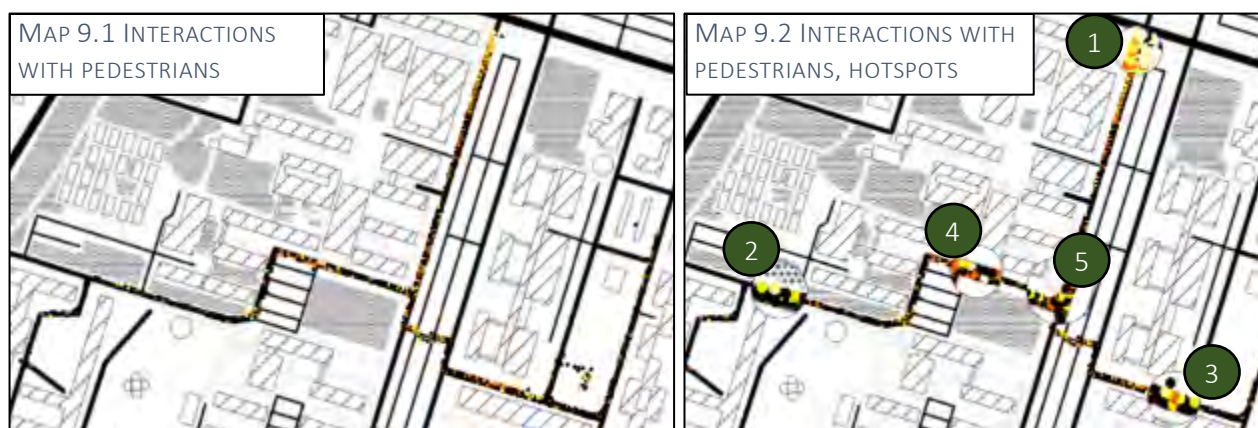 MAP 9.1 INTERACTIONS
WITH PEDESTRIANS
MAP 9.2 INTERACTIONS WITH
PEDESTRIANS, HOTSPOTS
1
2
4
5
3